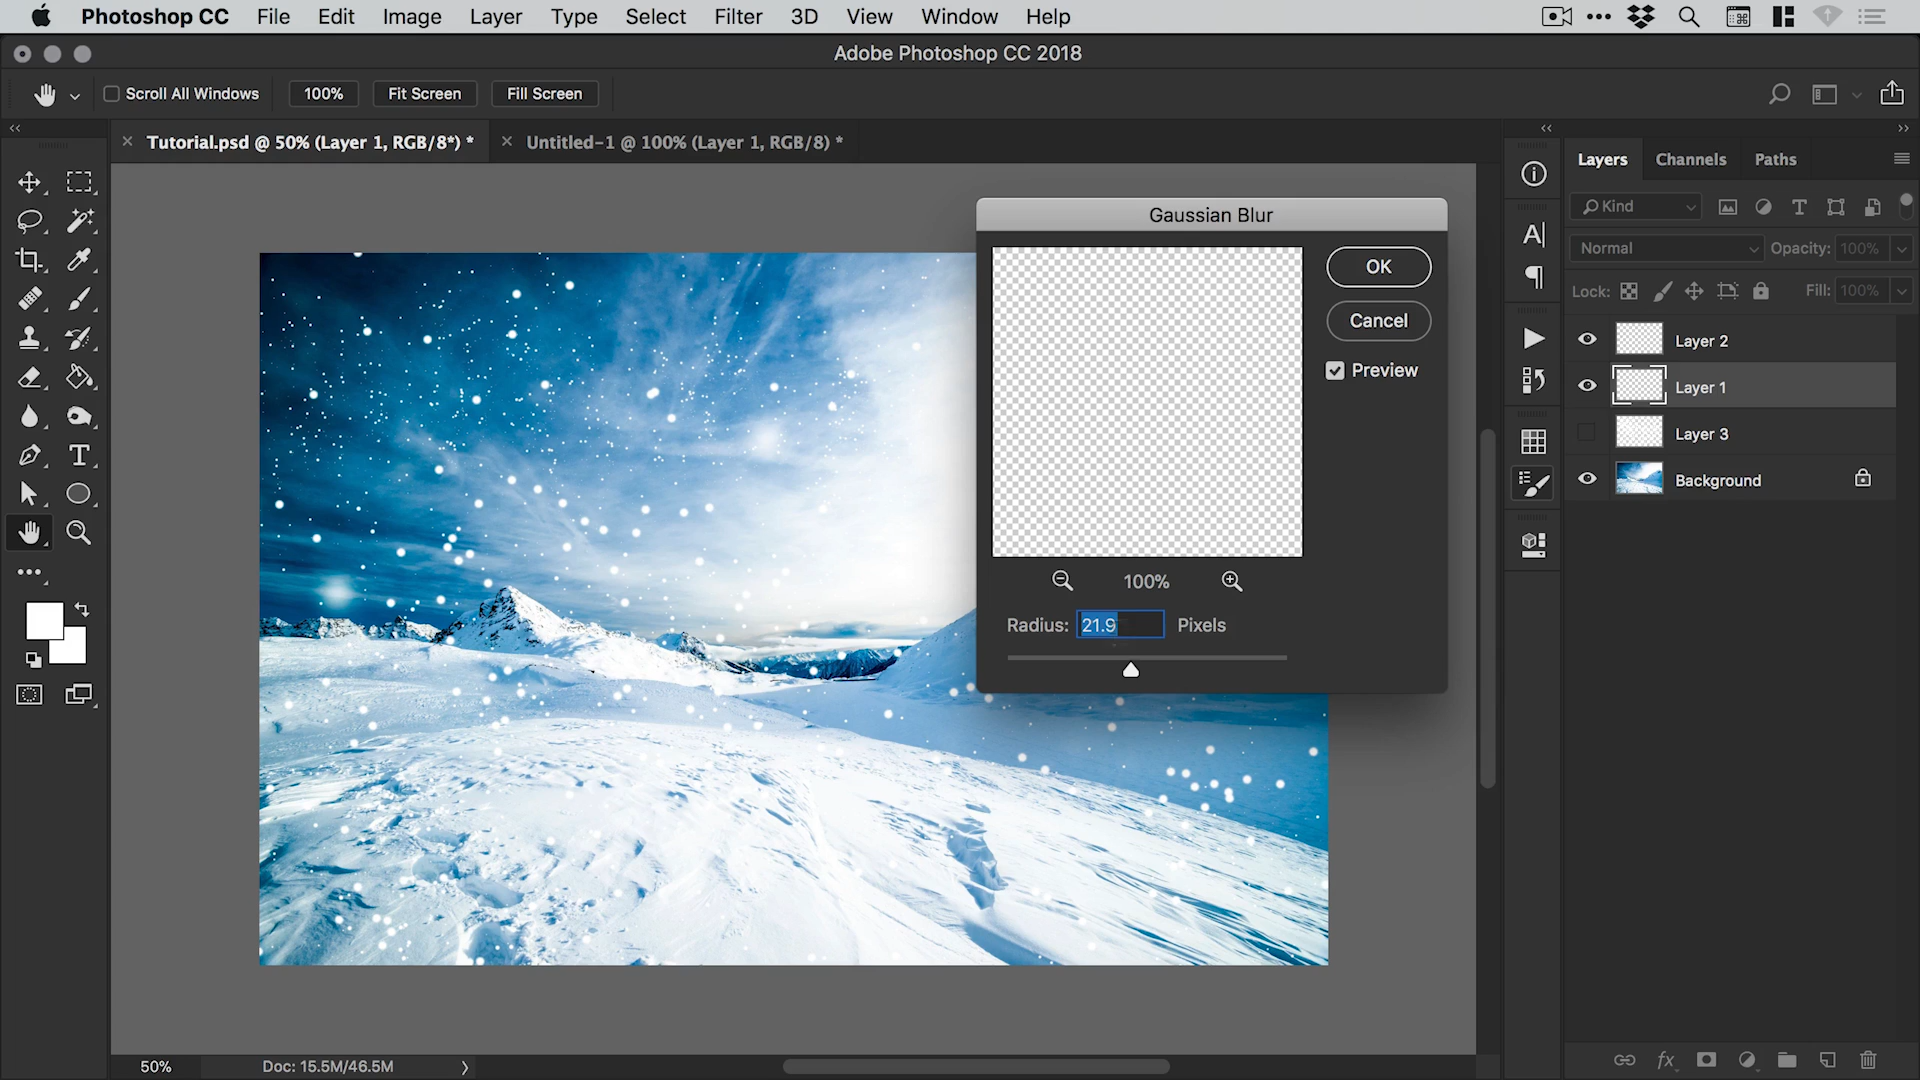 Photoshop CC File Edit Image Layer Type Select Filter 3D View Window Help
Adobe Photoshop CC 2018
Scroll All Windows 100% Fit Screen Fill Screen
Tutorial.psd @ 50% (Layer 1, RGB/8*) * Untitled-1 @ 100% (Layer 1, RGB/8) *
Layers Channels Paths
Kind
Normal Opacity: 100%
Lock: Fill: 100%
Layer 2
Layer 1
Layer 3
Background
Gaussian Blur
OK
Cancel
Preview
100%
Radius: 21.9 Pixels
50% Doc: 15.5M/46.5M